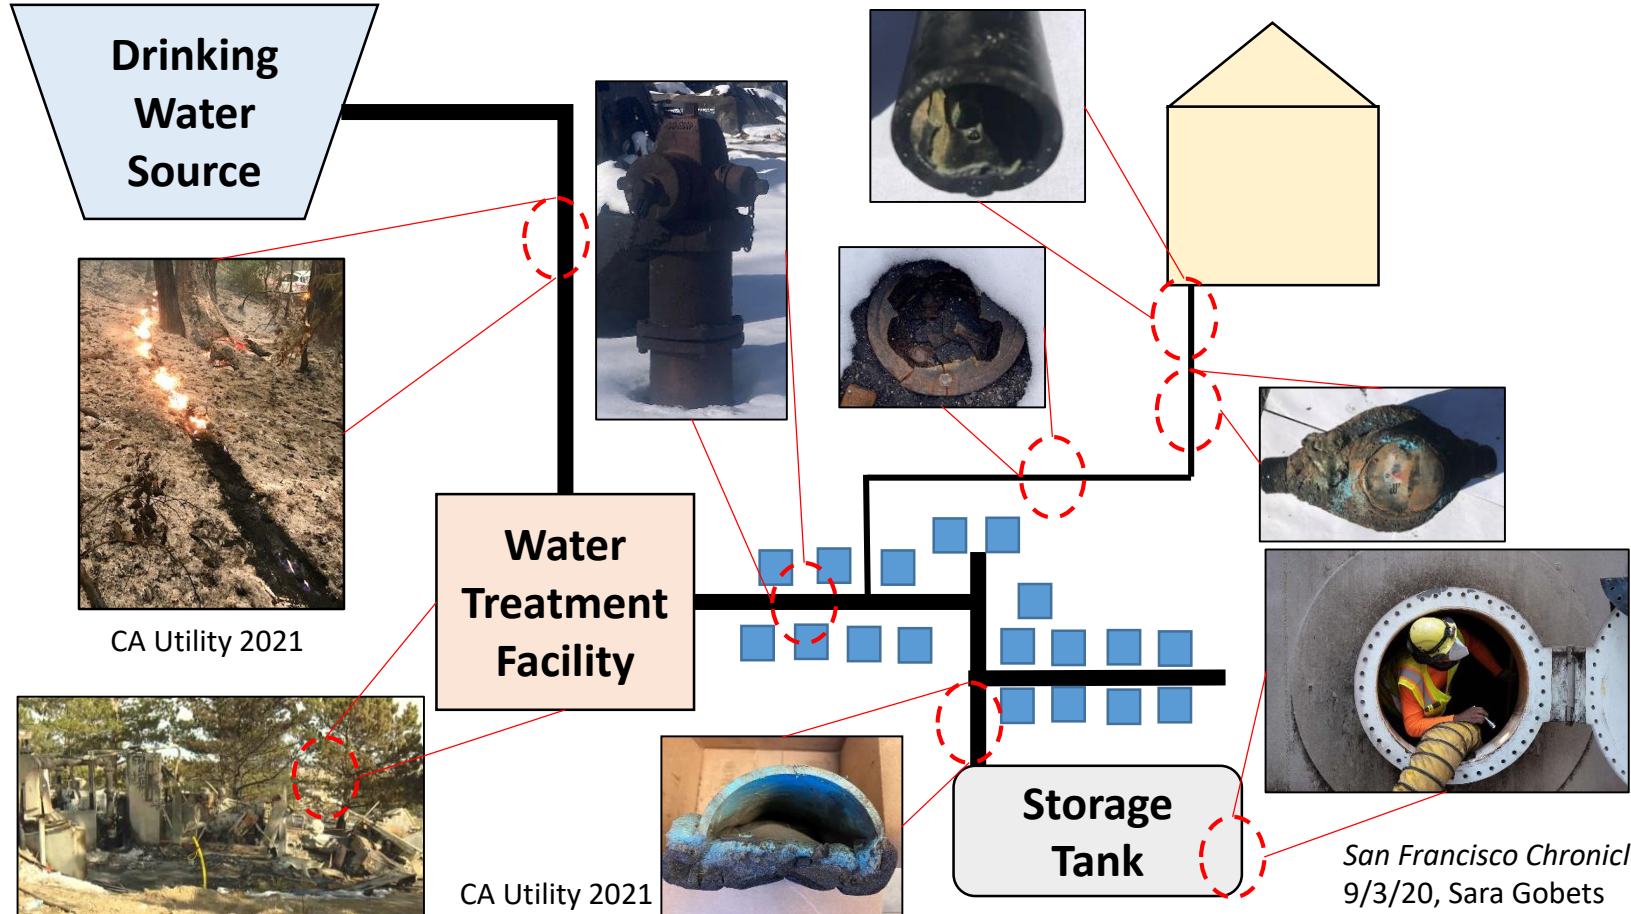 Drinking
Water
Source
CA Utility 2021
Water
Treatment
Facility
CA Utility 2021
Storage
Tank
San Francisco Chronicl
9/3/20, Sara Gobets